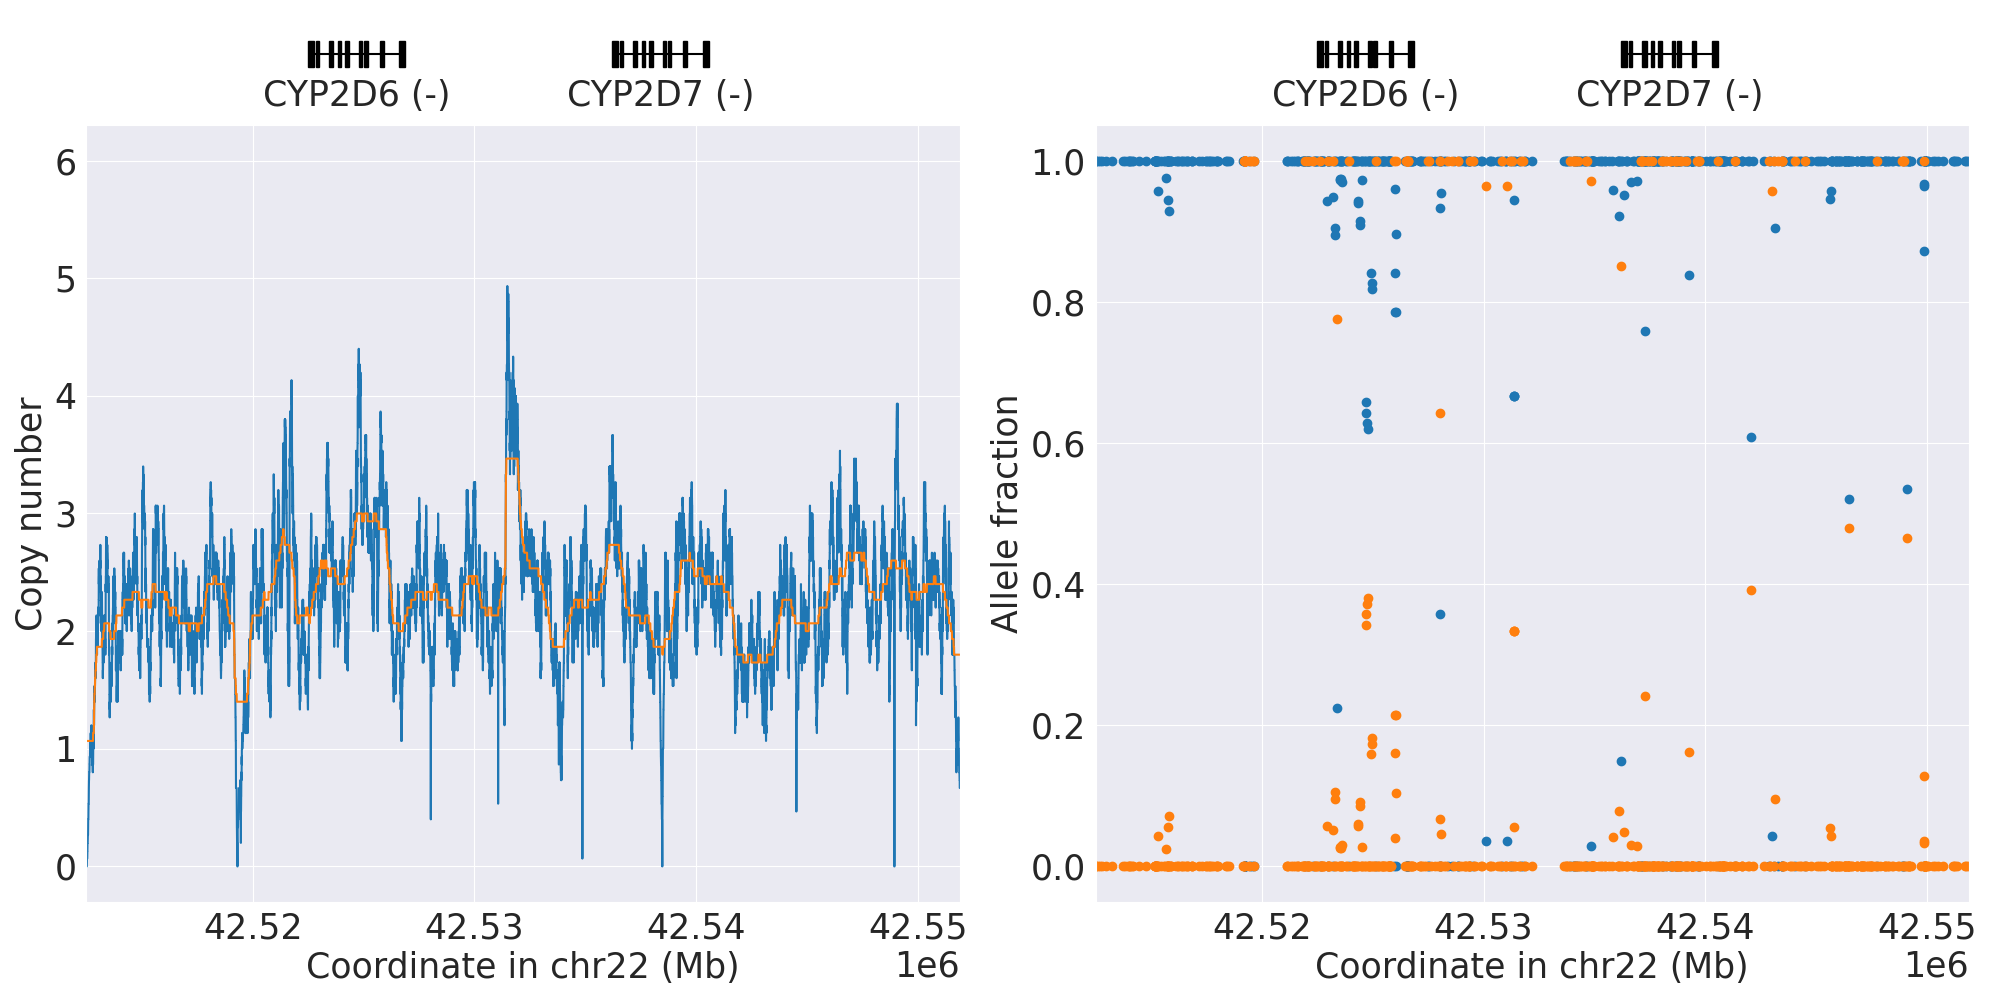 CYP2D6 (-) CYP2D7 (-)
6
5
4
3
2
1
0
Copy number
42.52 42.53 42.54 42.55
Coordinate in chr22 (Mb) 1e6
CYP2D6 (-) CYP2D7 (-)
1.0
0.8
0.6
0.4
0.2
0.0
Allele fraction
42.52 42.53 42.54 42.55
Coordinate in chr22 (Mb) 1e6